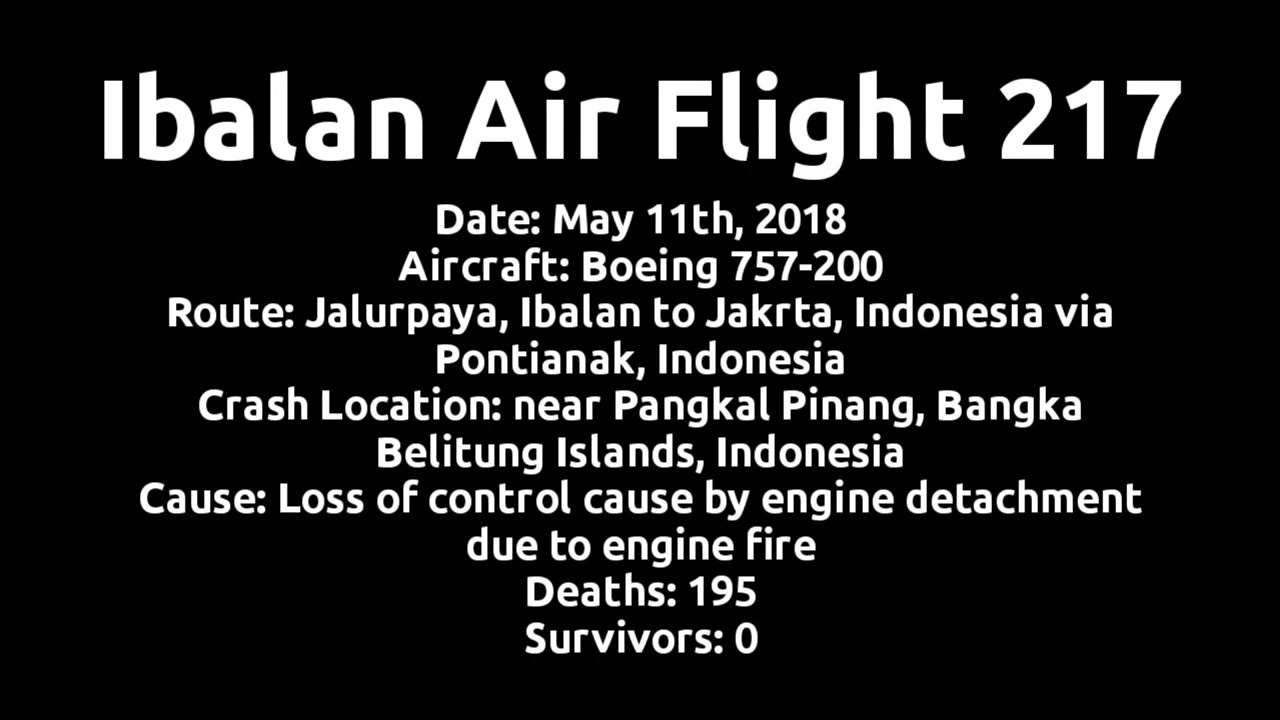 Ibalan Air Flight 217
Date: May 11th, 2018
Aircraft: Boeing 757-200
Route: Jalurpaya, Ibalan to Jakrta, Indonesia via
Pontianak, Indonesia
Crash Location: near Pangkal Pinang, Bangka
Belitung Islands, Indonesia
Cause: Loss of control cause by engine detachment
due to engine fire
Deaths: 195
Survivors: 0